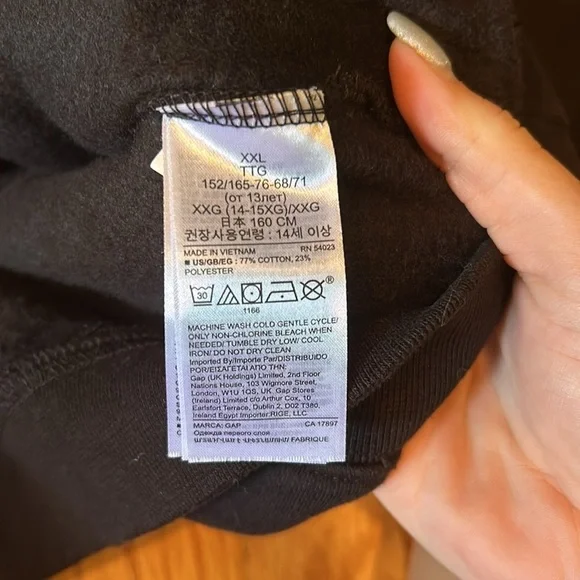 XXL
TTG
152/165-76-68/71
(от 13лет)
XXG (14-15XG)/XXG
日本 160 CM
권장사용연령 : 14세 이상
MADE IN VIETNAM RN 54023
■ US/GB/EG : 77% COTTON, 23%
POLYESTER
30 ®
1166
MACHINE WASH COLD GENTLE CYCLE/
ONLY NON-CHLORINE BLEACH WHEN
NEEDED/ TUMBLE DRY LOW/ COOL
IRON/ DO NOT DRY CLEAN
Imported By/Importe Par/DISTRIBUIDO
POR/ΕΙΣΑΓΕΤΑΙ ΑΠΟ ΤΗΝ:
Gap (UK Holdings) Limited, 2nd Floor
Nations House, 103 Wigmore Street,
London, W1U 1QS, UK. Gap Stores
(Ireland) Limited c/o Arthur Cox, 10
Earlsfort Terrace, Dublin 2, D02 T380,
Ireland Egypt Importer:RIGE, LLC.
MARCA: GAP CA 17897
Одежда первого слоя
FABRIQUE